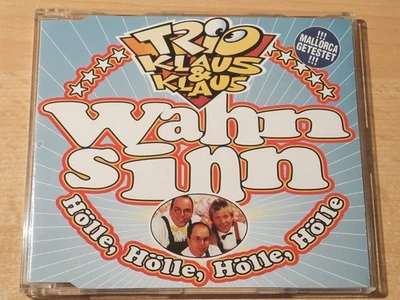 TRIO
KLAUS
& KLAUS
!!!
MALLORCA
GETESTET
!!!
Wahn
sinn
Hölle, Hölle, Hölle, Hölle